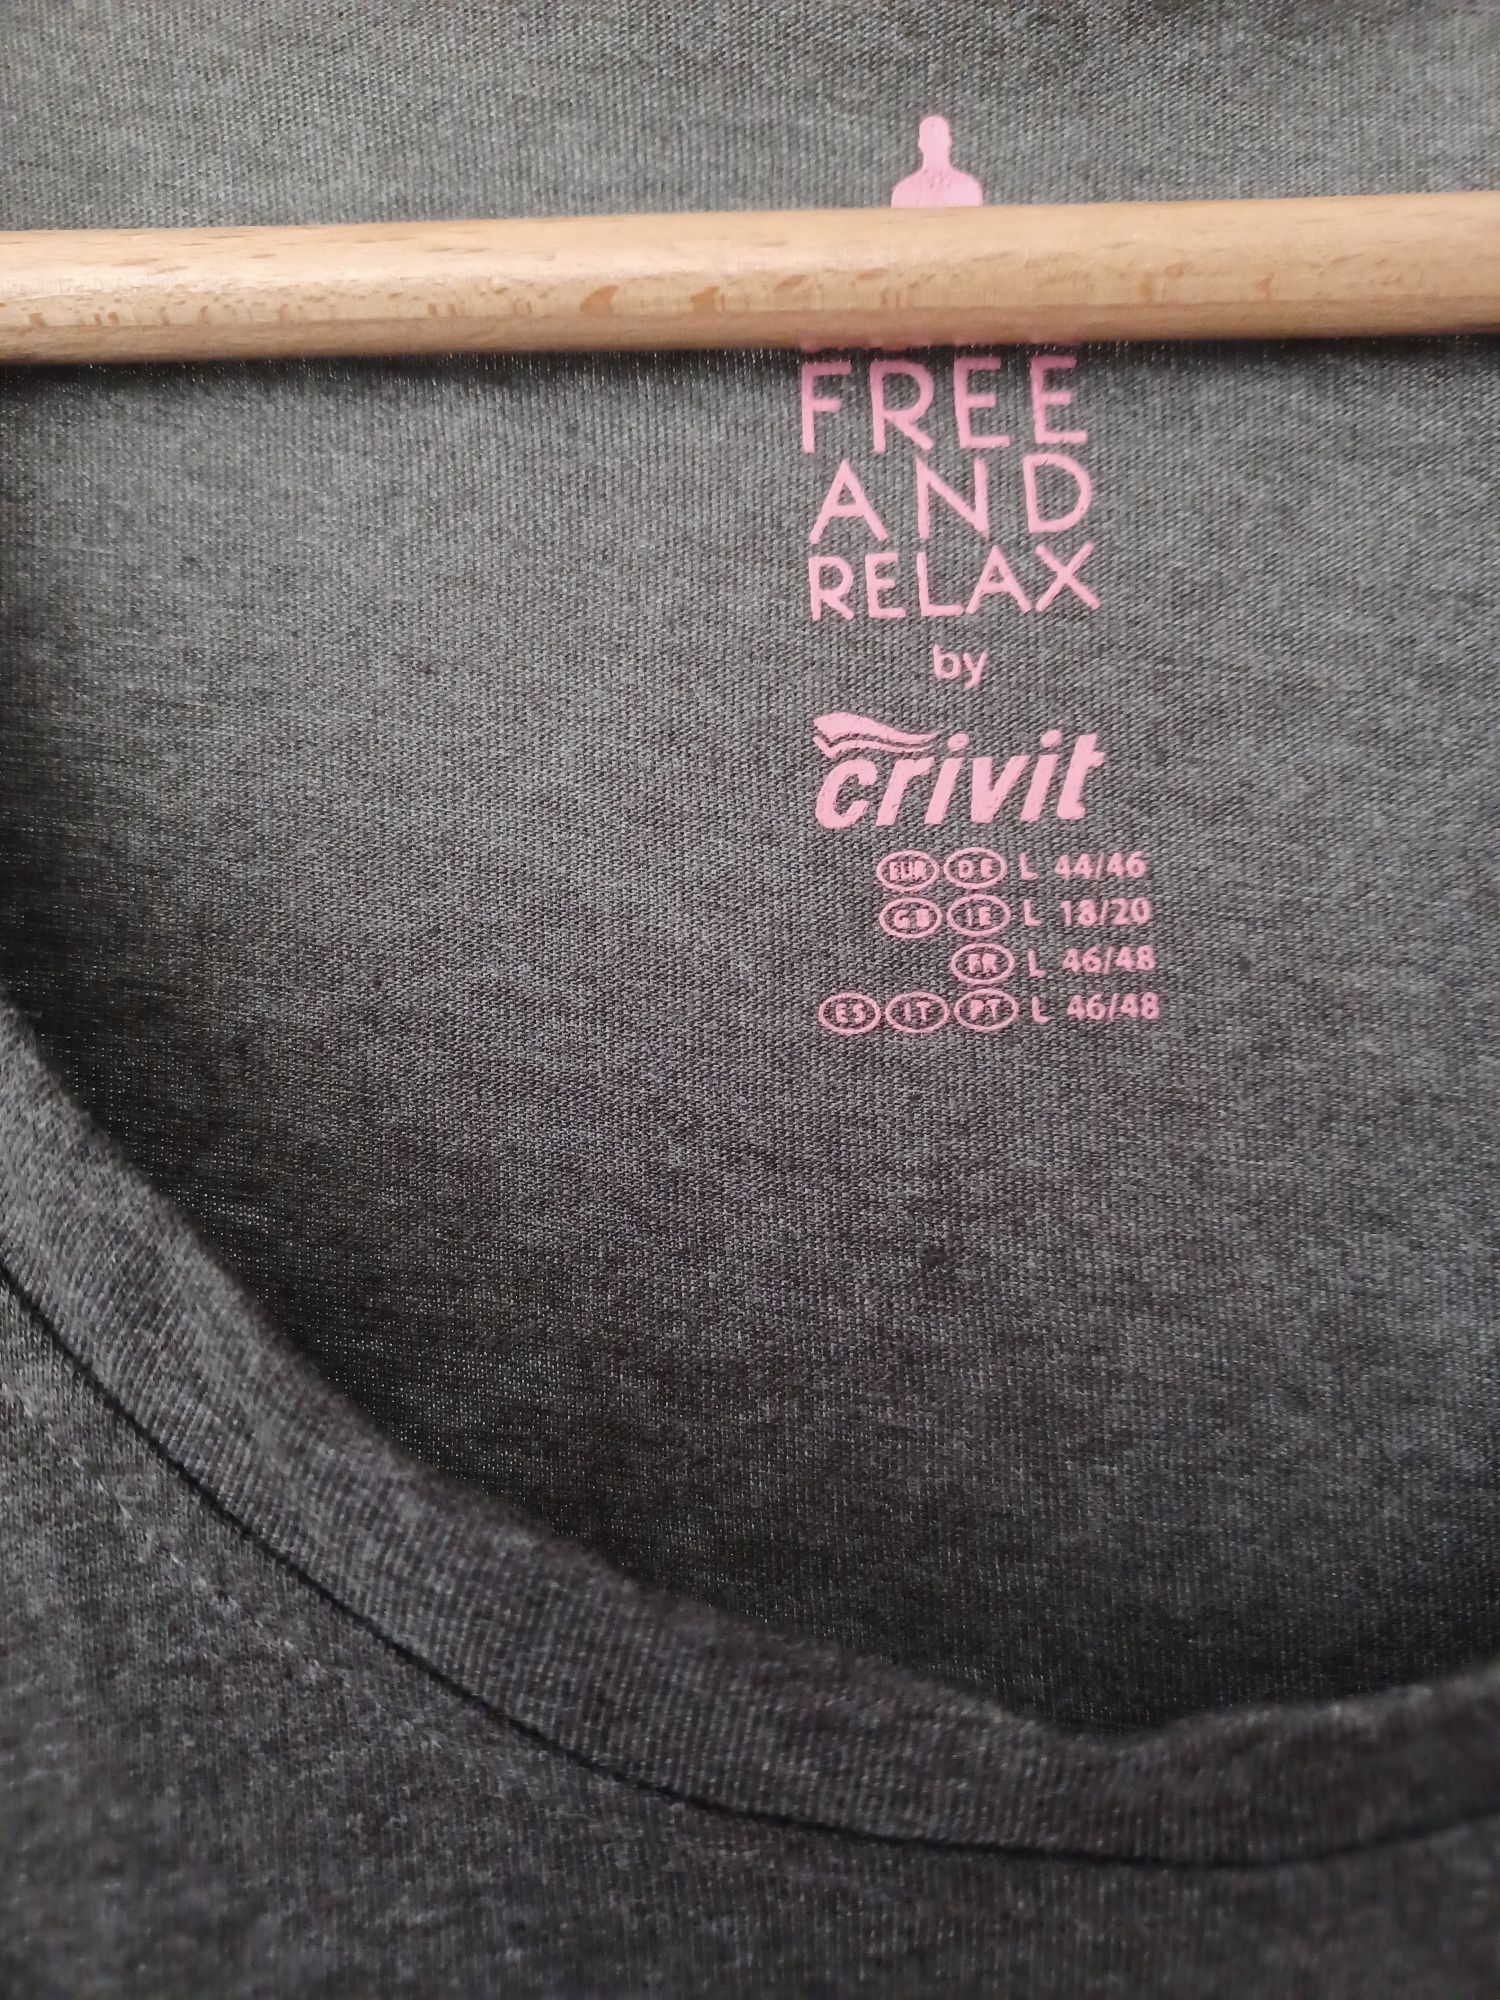 FREE
AND
RELAX
by
crivit
EUR DE L 44/46
GB IE L 18/20
FR L 46/48
ES IT PT L 46/48